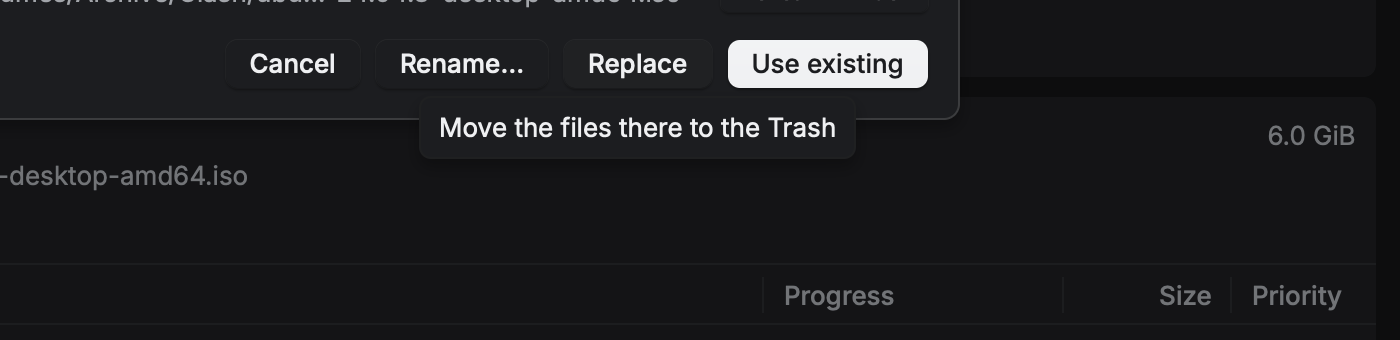 Cancel
Rename...
Replace
Use existing
Move the files there to the Trash
6.0 GiB
-desktop-amd64.iso
Progress
Size
Priority